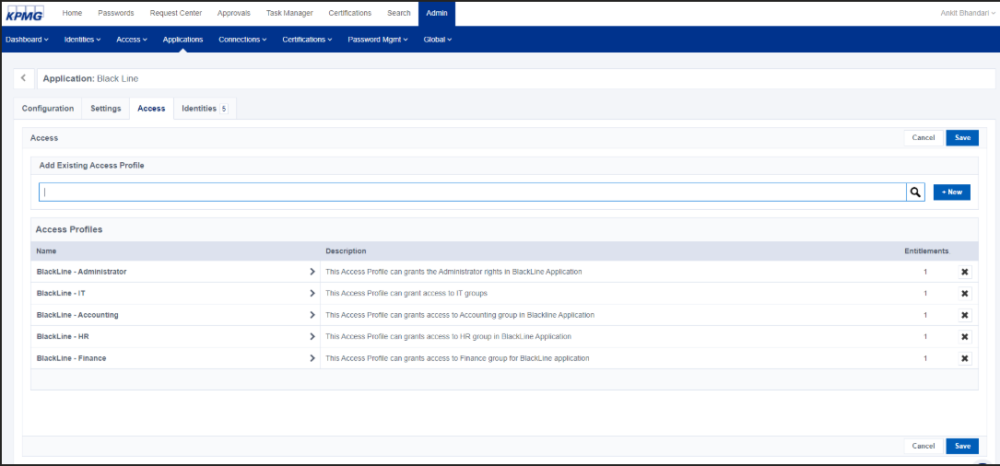 KPMG Home Passwords Request Center Approvals Task Manager Certifications Search Admin Ankit Bhandari
Dashboard Identities Access Applications Connections Certifications Password Mgmt Global
Application: Black Line
Configuration Settings Access Identities 5
Access Cancel Save
Add Existing Access Profile
+ New
Access Profiles
Name Description Entitlements
BlackLine - Administrator This Access Profile can grants the Administrator rights in BlackLine Application 1
BlackLine - IT This Access Profile can grant access to IT groups 1
BlackLine - Accounting This Access Profile can grants access to Accounting group in Blackline Application 1
BlackLine - HR This Access Profile can grants access to HR group in BlackLine Application 1
BlackLine - Finance This Access Profile can grants access to Finance group for BlackLine application 1
Cancel Save